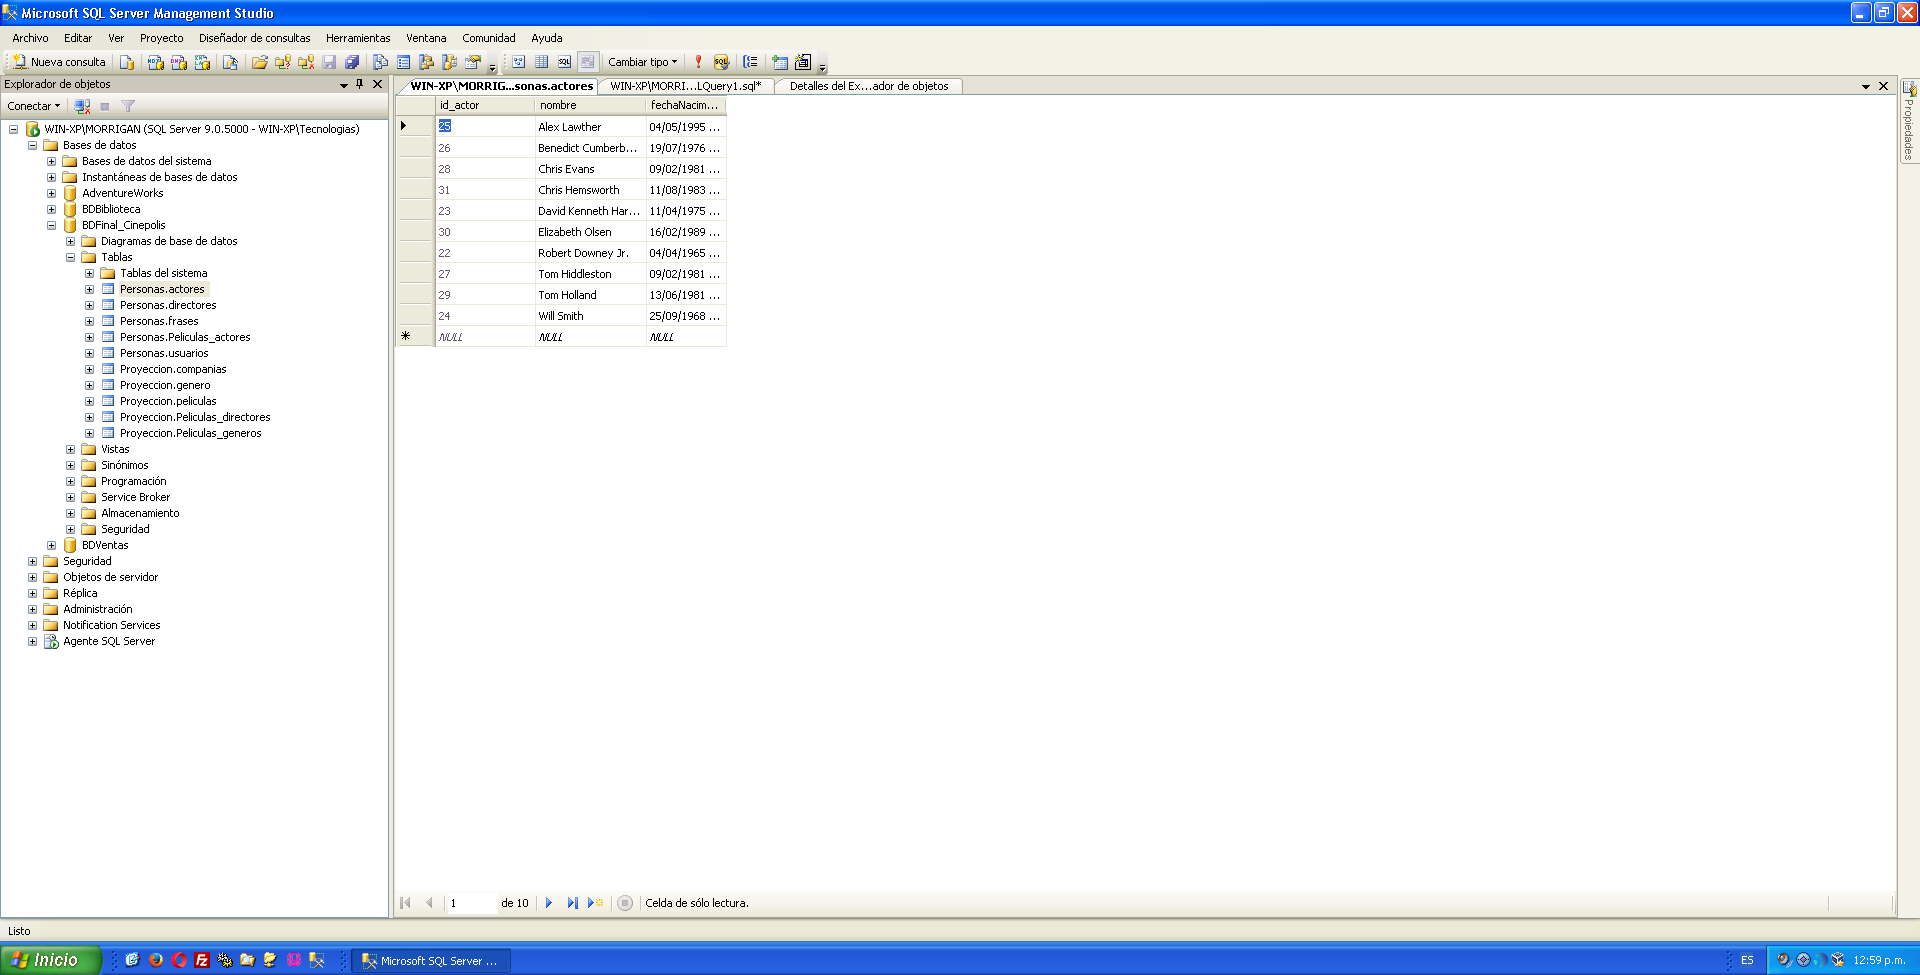 Microsoft SQL Server Management Studio
Archivo Editar Ver Proyecto Diseñador de consultas Herramientas Ventana Comunidad Ayuda
Nueva consulta Cambiar tipo
Explorador de objetos
WIN-XP\MORRIG...sonas.actores WIN-XP\MORRI...LQuery1.sql* Detalles del Ex...ador de objetos
Conectar
WIN-XP\MORRIGAN (SQL Server 9.0.5000 - WIN-XP\Tecnologias)
Bases de datos
Bases de datos del sistema
Instantáneas de bases de datos
AdventureWorks
BDBiblioteca
BDFinal_Cinepolis
Diagramas de base de datos
Tablas
Tablas del sistema
Personas.actores
Personas.directores
Personas.frases
Personas.Peliculas_actores
Personas.usuarios
Proyeccion.companias
Proyeccion.genero
Proyeccion.peliculas
Proyeccion.Peliculas_directores
Proyeccion.Peliculas_generos
Vistas
Sinónimos
Programación
Service Broker
Almacenamiento
Seguridad
BDVentas
Seguridad
Objetos de servidor
Réplica
Administración
Notification Services
Agente SQL Server
id_actor nombre fechaNacim...
25 Alex Lawther 04/05/1995 ...
26 Benedict Cumberb... 19/07/1976 ...
28 Chris Evans 09/02/1981 ...
31 Chris Hemsworth 11/08/1983 ...
23 David Kenneth Har... 11/04/1975 ...
30 Elizabeth Olsen 16/02/1989 ...
22 Robert Downey Jr. 04/04/1965 ...
27 Tom Hiddleston 09/02/1981 ...
29 Tom Holland 13/06/1981 ...
24 Will Smith 25/09/1968 ...
NULL NULL NULL
Propiedades
1 de 10 Celda de sólo lectura.
Listo
Inicio Microsoft SQL Server ... ES 12:59 p.m.